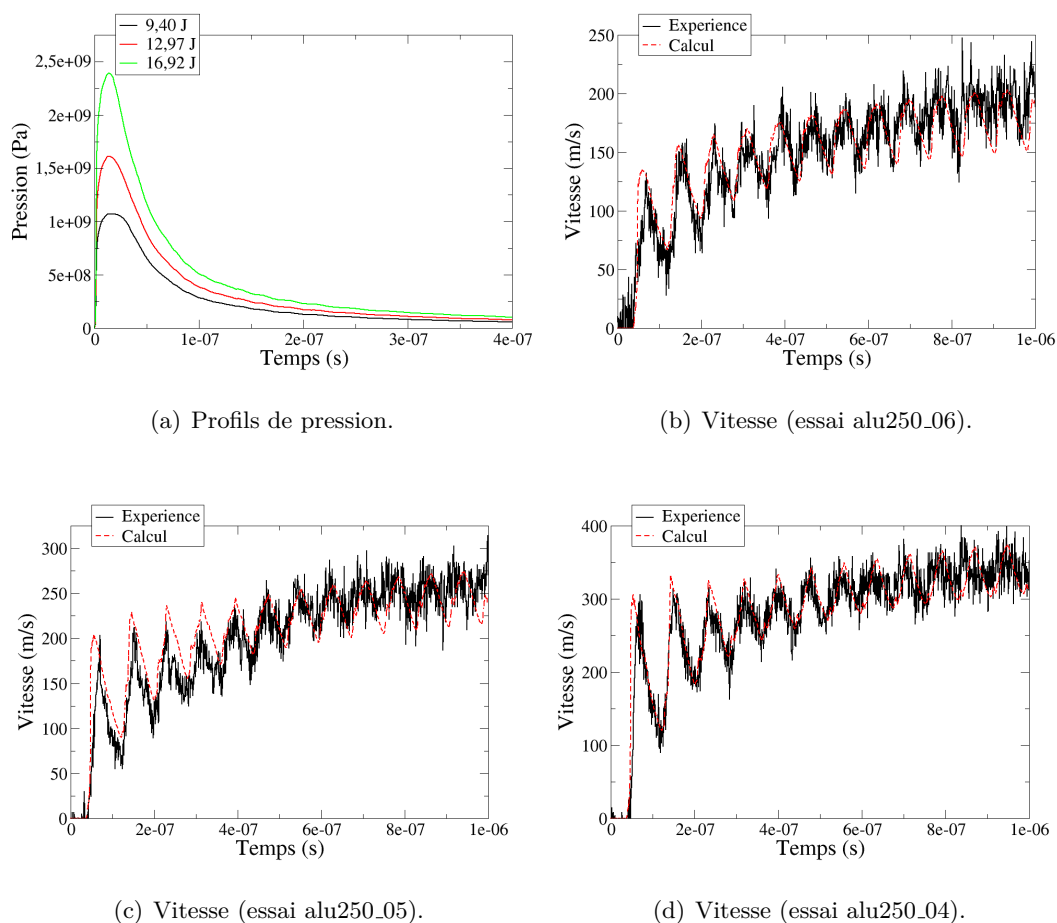 9,40 J
12,97 J
16,92 J
2,5e+09
2e+09
1,5e+09
1e+09
5e+08
0
Pression (Pa)
0 1e-07 2e-07 3e-07 4e-07
Temps (s)
(a) Profils de pression.
Experience
Calcul
250
200
150
100
50
0
Vitesse (m/s)
0 2e-07 4e-07 6e-07 8e-07 1e-06
Temps (s)
(b) Vitesse (essai alu250_06).
Experience
Calcul
300
250
200
150
100
50
0
Vitesse (m/s)
0 2e-07 4e-07 6e-07 8e-07 1e-06
Temps (s)
(c) Vitesse (essai alu250_05).
Experience
Calcul
400
300
200
100
0
Vitesse (m/s)
0 2e-07 4e-07 6e-07 8e-07 1e-06
Temps (s)
(d) Vitesse (essai alu250_04).